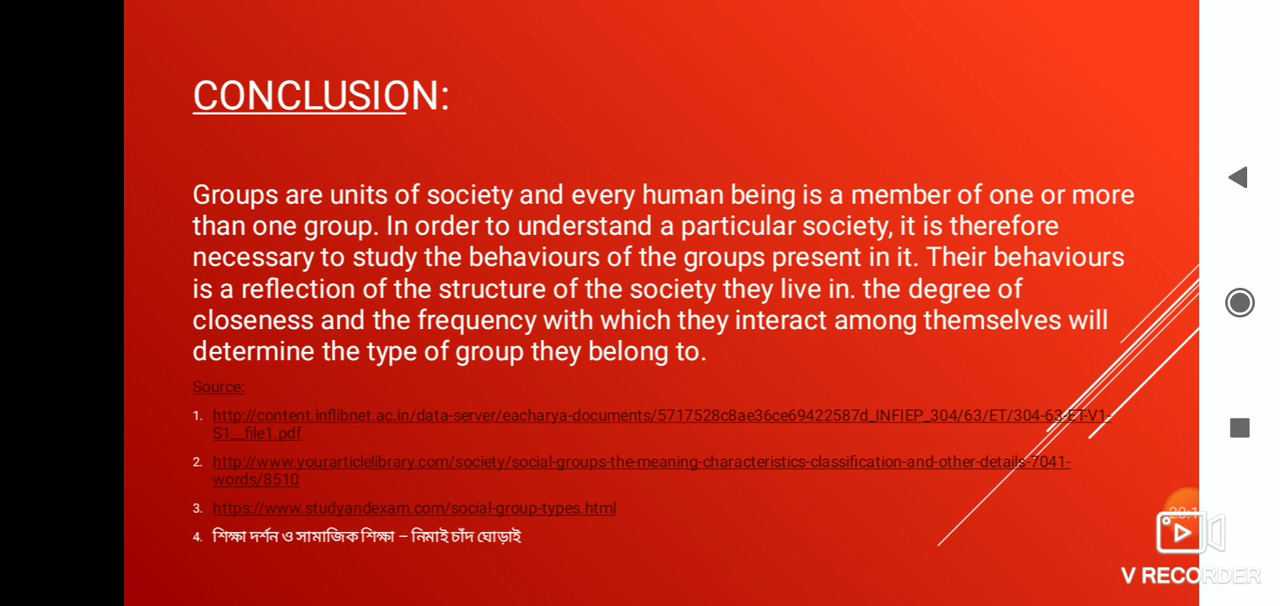 CONCLUSION:
Groups are units of society and every human being is a member of one or more
than one group. In order to understand a particular society, it is therefore
necessary to study the behaviours of the groups present in it. Their behaviours
is a reflection of the structure of the society they live in. the degree of
closeness and the frequency with which they interact among themselves will
determine the type of group they belong to.
Source:
1. http://content.inflibnet.ac.in/data-server/eacharya-documents/5717528c8ae36ce69422587d_INFIEP_304/63/ET/304-63-ET-V1-
S1__file1.pdf
2. http://www.yourarticlelibrary.com/society/social-groups-the-meaning-characteristics-classification-and-other-details-7041-
words/8510
3. https://www.studyandexam.com/social-group-types.html
4. শিক্ষা দর্শন ও সামাজিক শিক্ষা – নিমাই চাঁদ ঘোড়াই
V RECORDER